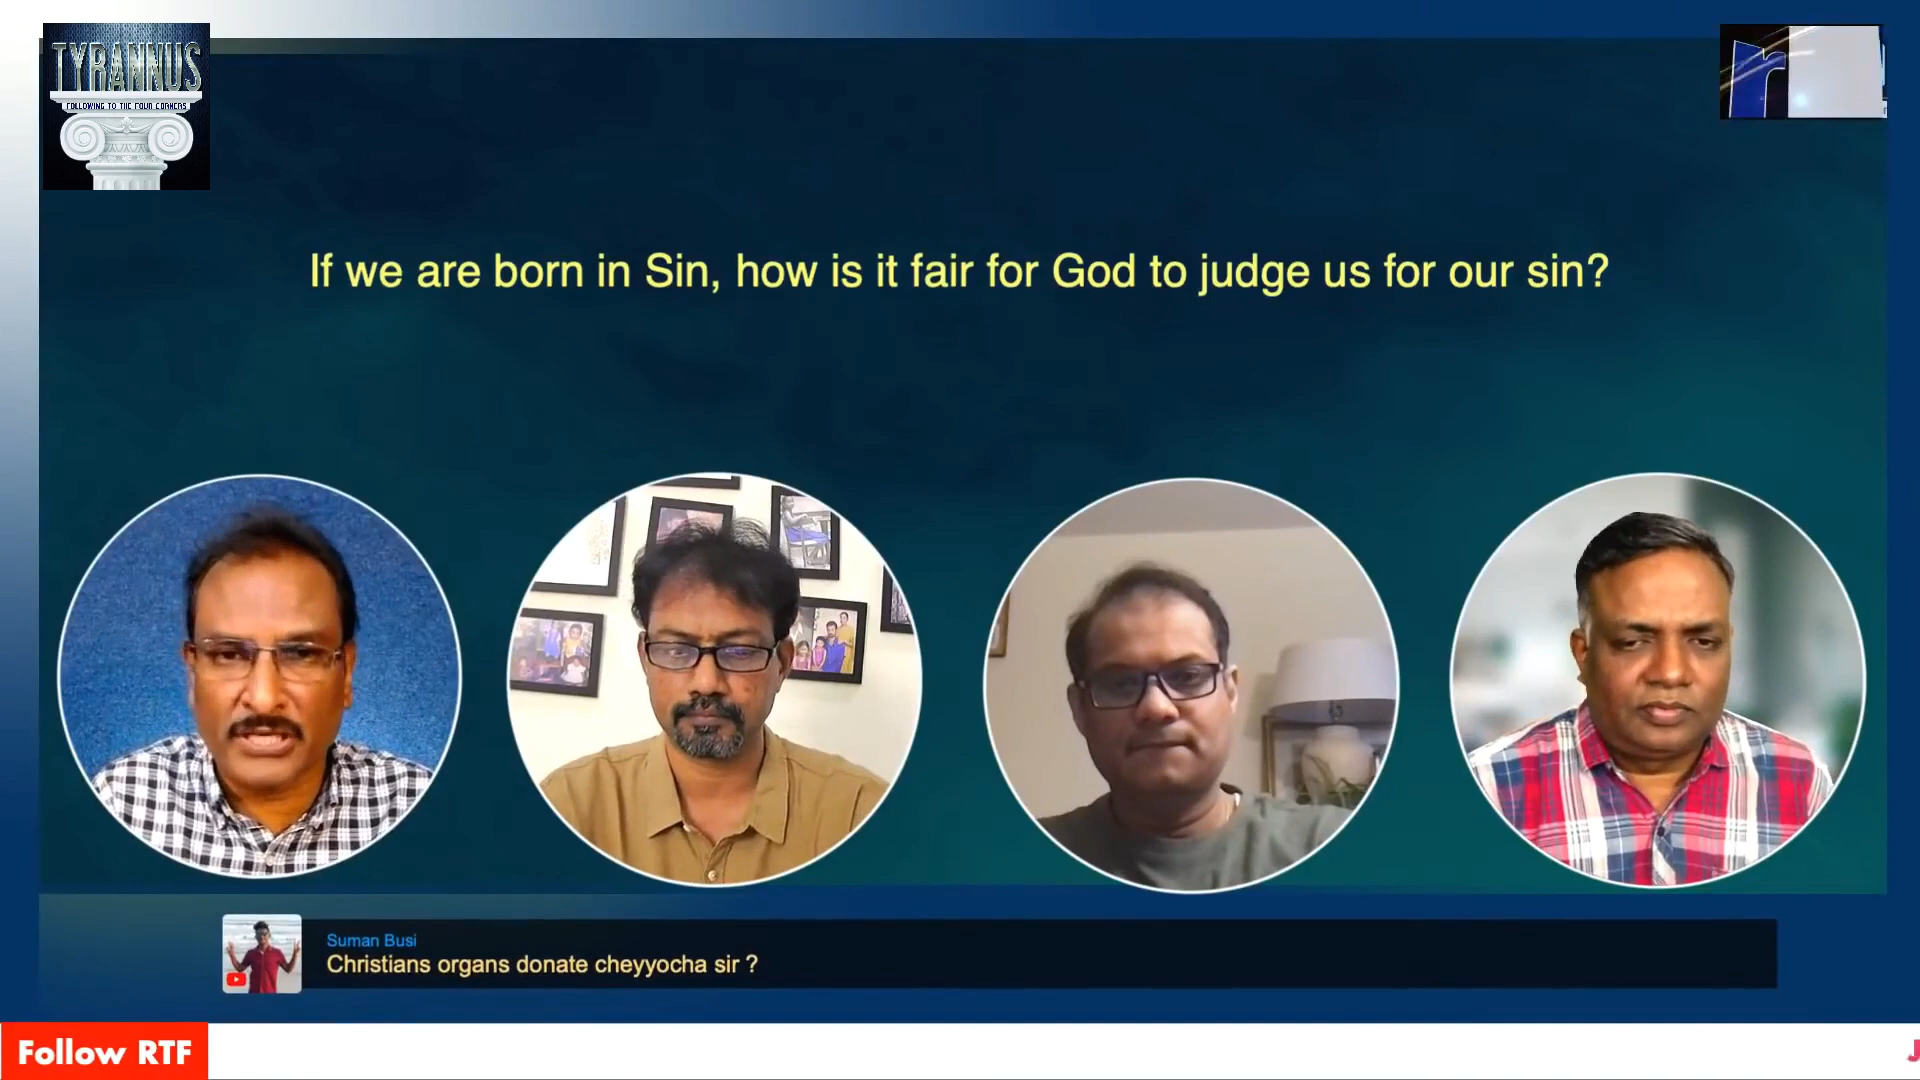 TYRANNUS
FOLLOWING TO THE FOUR CORNERS
r
If we are born in Sin, how is it fair for God to judge us for our sin?
Suman Busi
Christians organs donate cheyyocha sir ?
Follow RTF
J